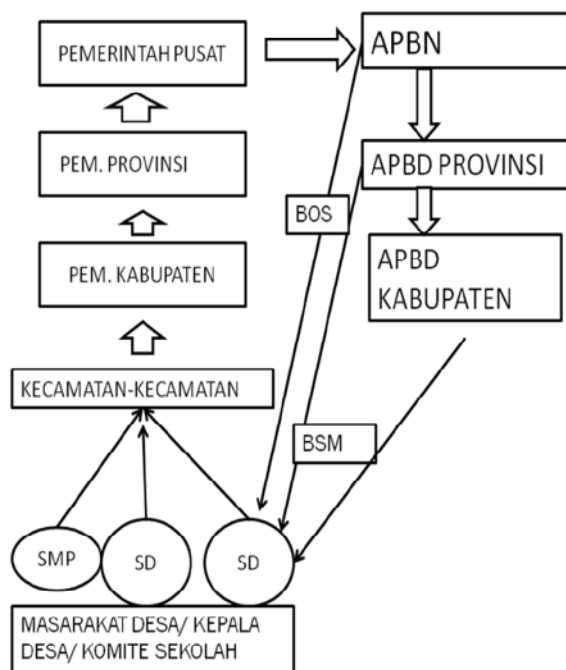 PEMERINTAH PUSAT
APBN
PEM. PROVINSI
APBD PROVINSI
BOS
PEM. KABUPATEN
APBD
KABUPATEN
KECAMATAN-KECAMATAN
BSM
SMP
SD
SD
MASARAKAT DESA/ KEPALA
DESA/ KOMITE SEKOLAH